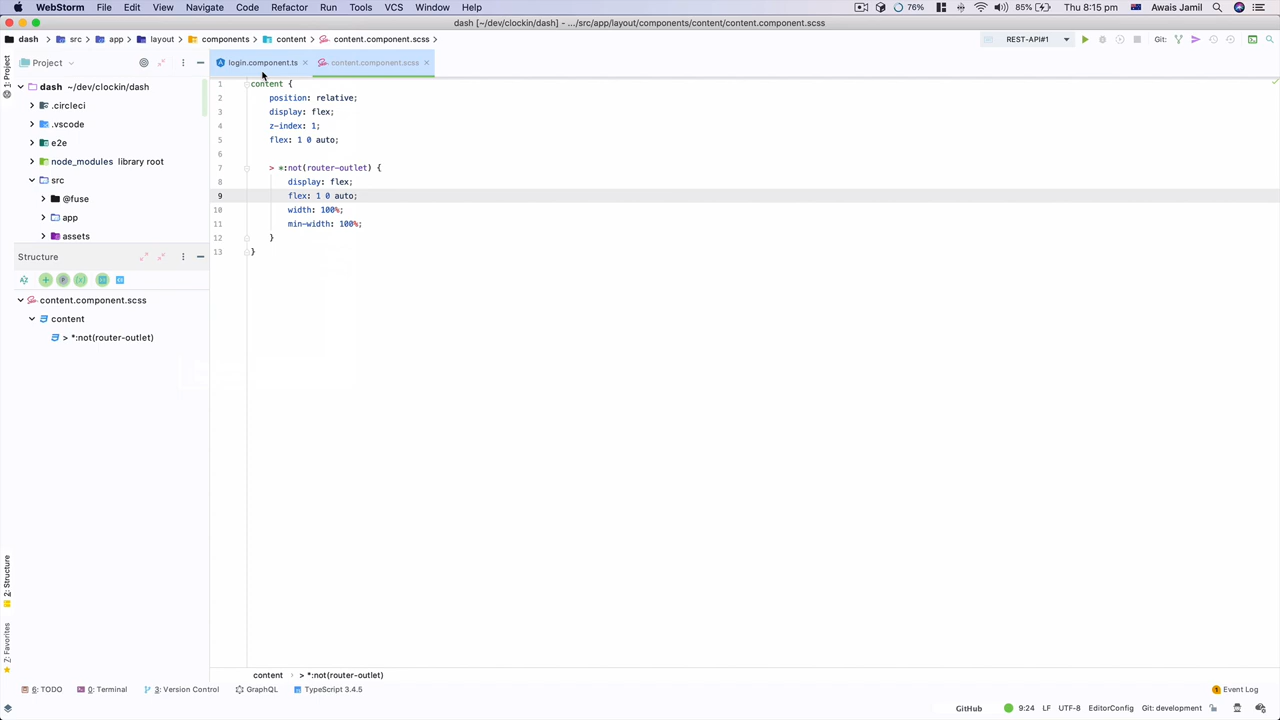 WebStorm File Edit View Navigate Code Refactor Run Tools VCS Window Help 76% 85% Thu 8:15 pm Awais Jamil
dash [~/dev/clockin/dash] - .../src/app/layout/components/content/content.component.scss
dash > src > app > layout > components > content > content.component.scss > REST-API#1 Git:
1: Project
Project
login.component.ts
content.component.scss
dash ~/dev/clockin/dash
.circleci
.vscode
e2e
node_modules library root
src
@fuse
app
assets
Structure
content.component.scss
content
> *:not(router-outlet)
1 content {
2 position: relative;
3 display: flex;
4 z-index: 1;
5 flex: 1 0 auto;
6
7 > *:not(router-outlet) {
8 display: flex;
9 flex: 1 0 auto;
10 width: 100%;
11 min-width: 100%;
12 }
13 }
Z: Structure
Z: Favorites
content > > *:not(router-outlet)
6: TODO 0: Terminal 3: Version Control GraphQL TypeScript 3.4.5 1 Event Log
GitHub 9:24 LF UTF-8 EditorConfig Git: development